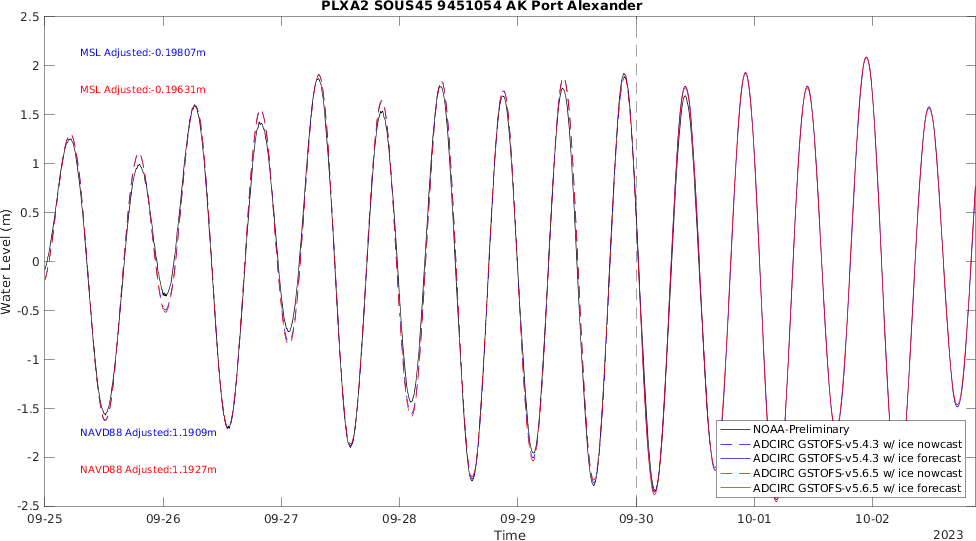 PLXA2 SOUS45 9451054 AK Port Alexander
2.5
2
1.5
1
0.5
0
-0.5
-1
-1.5
-2
-2.5
Water Level (m)
MSL Adjusted:-0.19807m
MSL Adjusted:-0.19631m
NAVD88 Adjusted:1.1909m
NAVD88 Adjusted:1.1927m
NOAA-Preliminary
ADCIRC GSTOFS-v5.4.3 w/ ice nowcast
ADCIRC GSTOFS-v5.4.3 w/ ice forecast
ADCIRC GSTOFS-v5.6.5 w/ ice nowcast
ADCIRC GSTOFS-v5.6.5 w/ ice forecast
09-25 09-26 09-27 09-28 09-29 09-30 10-01 10-02
Time
2023